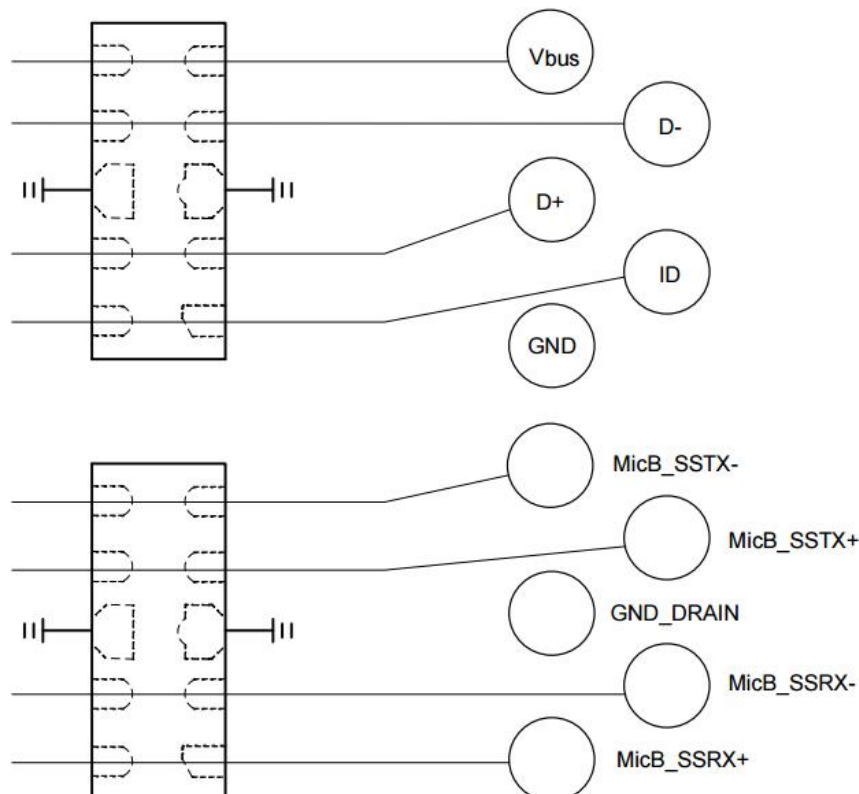 Vbus
D-
D+
ID
GND
MicB_SSTX-
MicB_SSTX+
GND_DRAIN
MicB_SSRX-
MicB_SSRX+